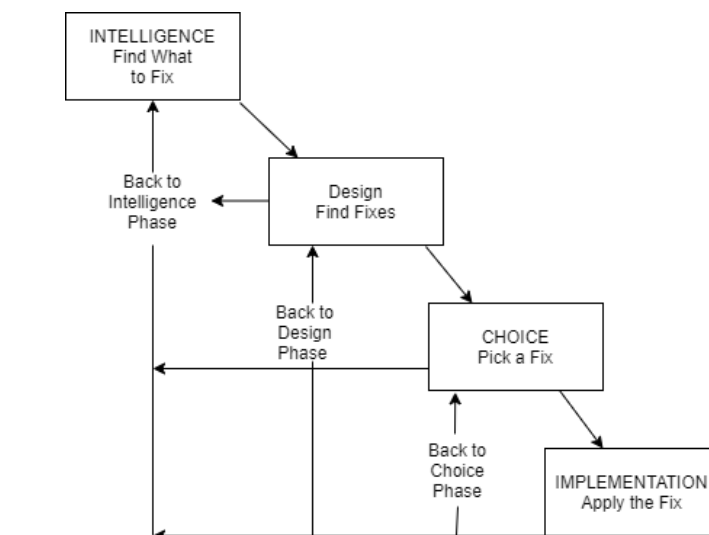 INTELLIGENCE
Find What
to Fix
Back to
Intelligence
Phase
Design
Find Fixes
Back to
Design
Phase
CHOICE
Pick a Fix
Back to
Choice
Phase
IMPLEMENTATION
Apply the Fix